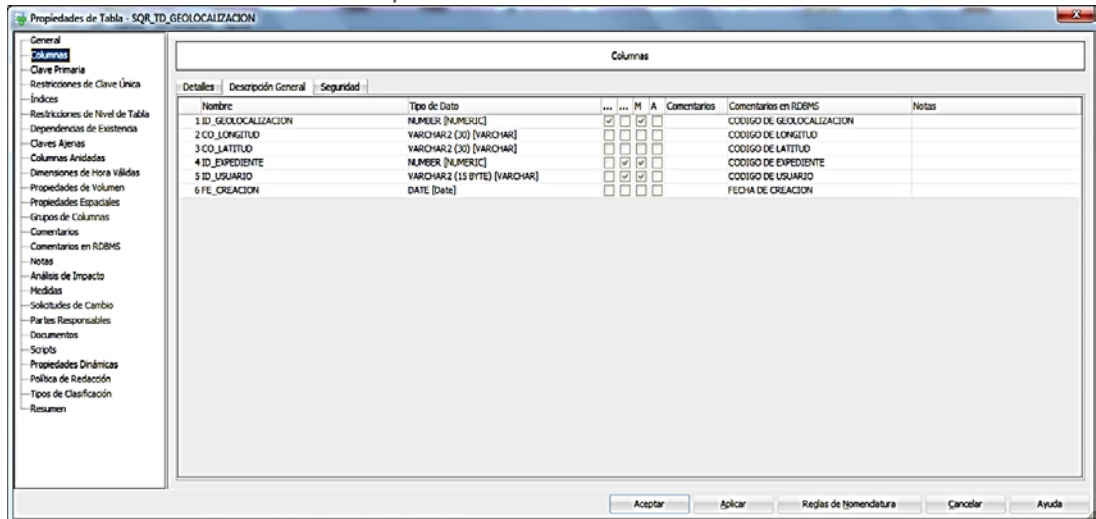 Propiedades de Tabla - SQR_TD_GEOLOCALIZACION
X
General
Columnas
Clave Primaria
Restricciones de Clave Única
Índices
Restricciones de Nivel de Tabla
Dependencias de Existencia
Claves Ajenas
Columnas Anidadas
Dimensiones de Hora Válidas
Propiedades de Volumen
Propiedades Espaciales
Grupos de Columnas
Comentarios
Comentarios en RDBMS
Notas
Análisis de Impacto
Medidas
Solicitudes de Cambio
Partes Responsables
Documentos
Scripts
Propiedades Dinámicas
Política de Redacción
Tipos de Clasificación
Resumen
Columnas
Detalles Descripción General Seguridad
Nombre Tipo de Dato ... ... M A Comentarios Comentarios en RDBMS Notas
1 ID_GEOLOCALIZACION NUMBER [NUMERIC] CODIGO DE GEOLOCALIZACION
2 CO_LONGITUD VARCHAR2 (30) [VARCHAR] CODIGO DE LONGITUD
3 CO_LATITUD VARCHAR2 (30) [VARCHAR] CODIGO DE LATITUD
4 ID_EXPEDIENTE NUMBER [NUMERIC] CODIGO DE EXPEDIENTE
5 ID_USUARIO VARCHAR2 (15 BYTE) [VARCHAR] CODIGO DE USUARIO
6 FE_CREACION DATE [Date] FECHA DE CREACION
Aceptar Aplicar Reglas de Nomenclatura Cancelar Ayuda